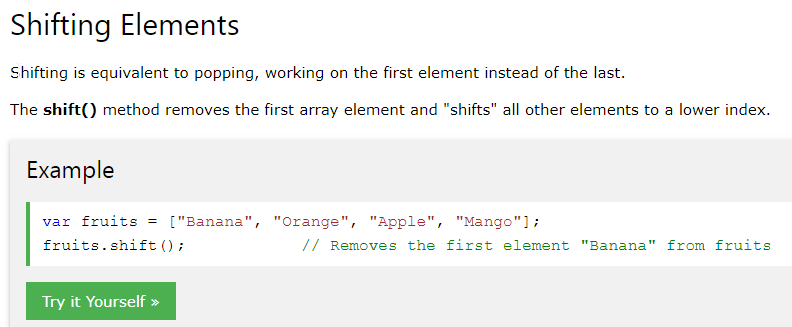 Shifting Elements
Shifting is equivalent to popping, working on the first element instead of the last.
The shift() method removes the first array element and "shifts" all other elements to a lower index.
Example
var fruits = ["Banana", "Orange", "Apple", "Mango"];
fruits.shift();            // Removes the first element "Banana" from fruits
Try it Yourself »